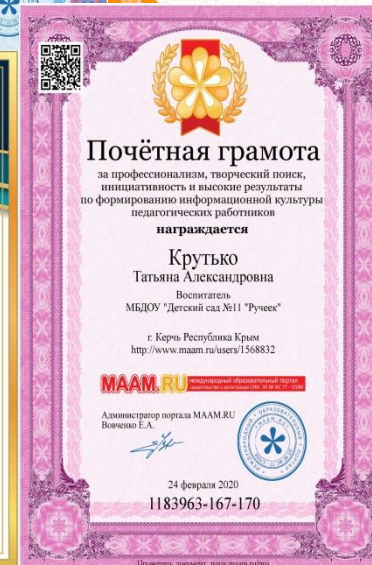 Почётная грамота
за профессионализм, творческий поиск,
инициативность и высокие результаты
по формированию информационной культуры
педагогических работников
награждается
Крутько
Татьяна Александровна
Воспитатель
МБДОУ "Детский сад №11 "Ручеек"
г. Керчь Республика Крым
http://www.maam.ru/users/1568832
MAAM.RU международный образовательный портал
Администратор портала MAAM.RU
Вовченко Е.А.
24 февраля 2020
1183963-167-170